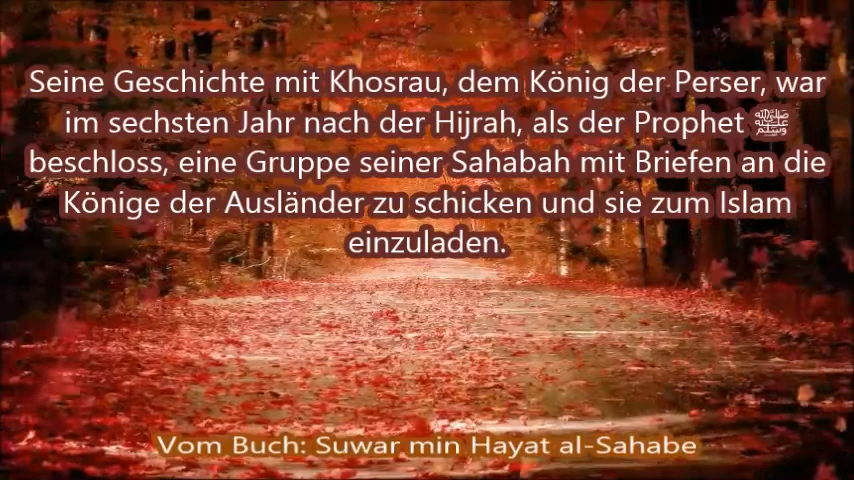 Seine Geschichte mit Khosrau, dem König der Perser, war
im sechsten Jahr nach der Hijrah, als der Prophet ﷺ
beschloss, eine Gruppe seiner Sahabah mit Briefen an die
Könige der Ausländer zu schicken und sie zum Islam
einzuladen.
Vom Buch: Suwar min Hayat al-Sahabe